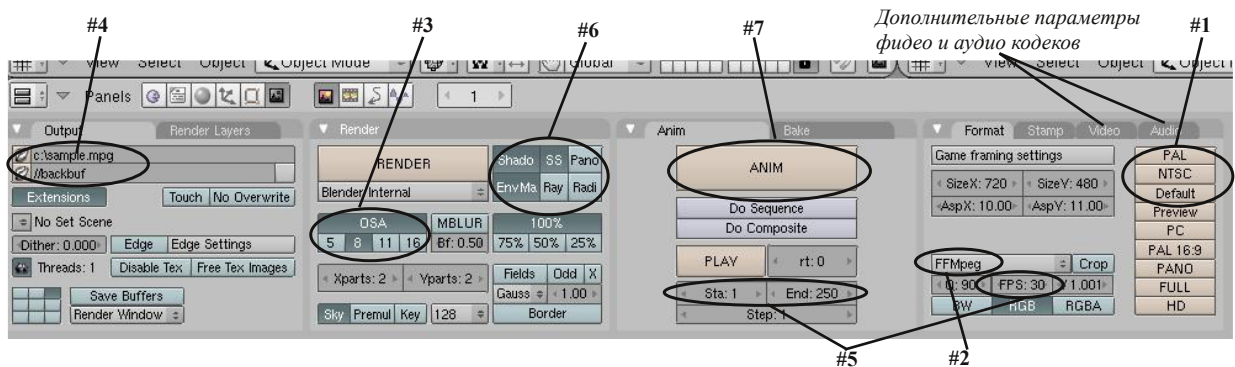 #4
#3
#6
#7
Дополнительные параметры
фидео и аудио кодеков
#1
View Select Object Object Mode Global View Select Object Object
Panels 1
Output Render Layers
c:\sample.mpg
//backbuf
Extensions Touch No Overwrite
No Set Scene
Dither: 0.000 Edge Edge Settings
Threads: 1 Disable Tex Free Tex Images
Save Buffers
Render Window
Render
RENDER
Blender Internal
Shado SS Pano
EnvMa Ray Radi
OSA MBLUR 100%
5 8 11 16 Bf: 0.50 75% 50% 25%
Xparts: 2 Yparts: 2 Fields Odd X
Gauss 1.00
Sky Premul Key 128 Border
Anim Bake
ANIM
Do Sequence
Do Composite
PLAY rt: 0
Sta: 1 End: 250
Step: 1
Format Stamp Video Audio
Game framing settings
SizeX: 720 SizeY: 480
AspX: 10.00 AspY: 11.00
FFMpeg Crop
Q: 90 FPS: 30 1.001
BW RGB RGBA
PAL
NTSC
Default
Preview
PC
PAL 16:9
PANO
FULL
HD
#5
#2